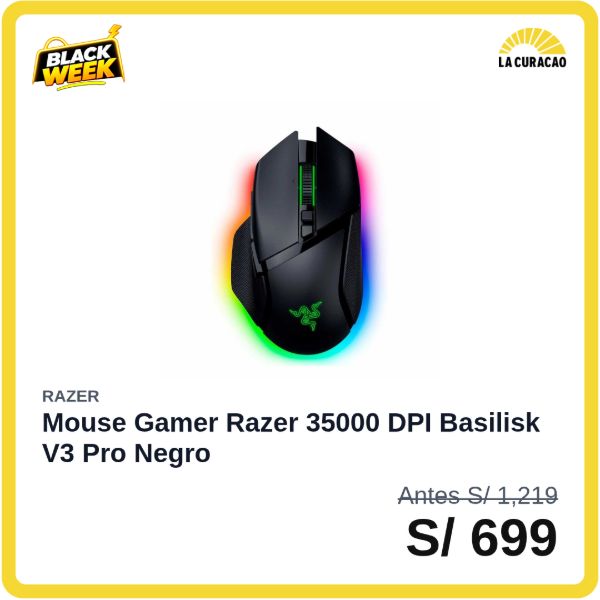 BLACK
WEEK
LA CURACAO
RAZER
Mouse Gamer Razer 35000 DPI Basilisk
V3 Pro Negro
Antes S/ 1,219
S/ 699